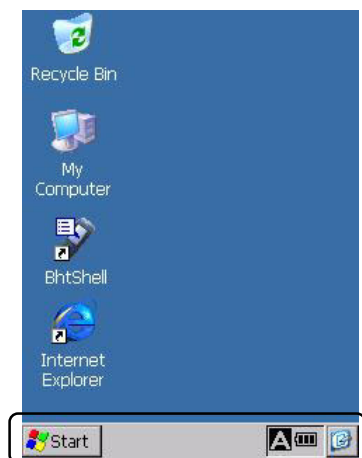 Recycle Bin
My
Computer
BhtShell
Internet
Explorer
Start
A